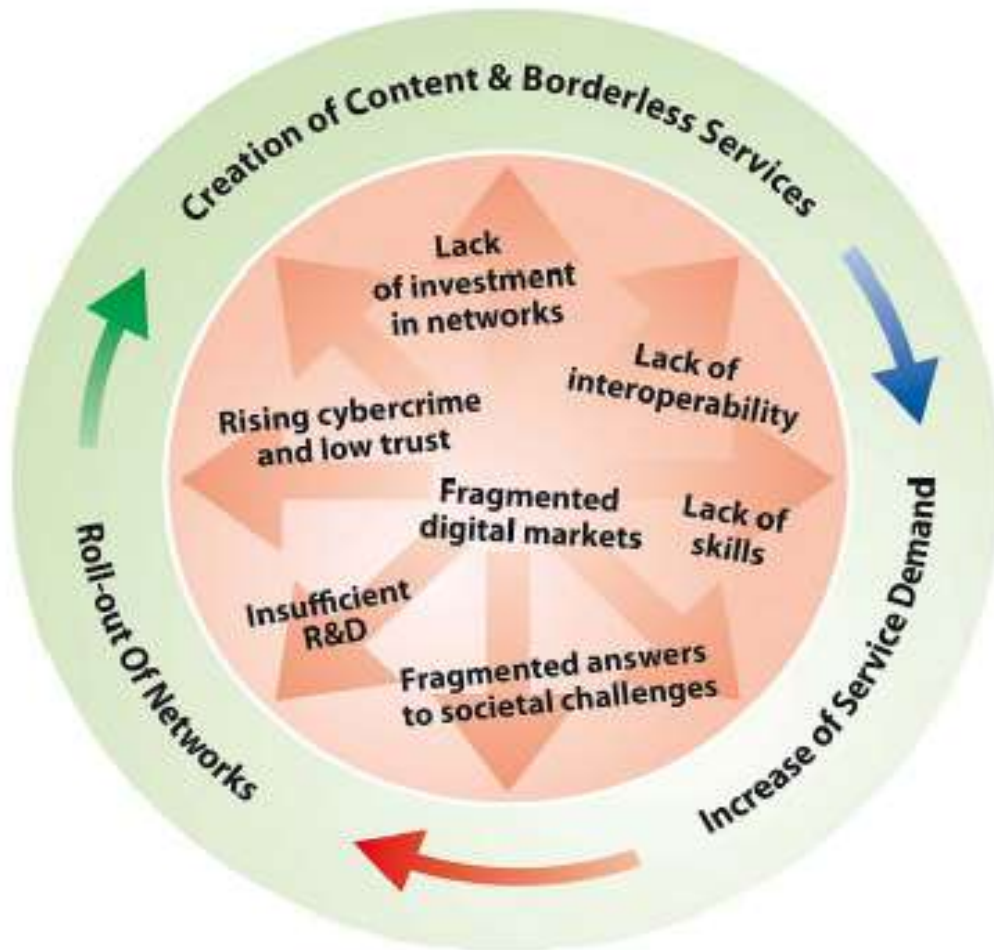 Creation of Content & Borderless Services
Lack
of investment
in networks
Lack of
interoperability
Rising cybercrime
and low trust
Fragmented
digital markets
Lack of
skills
Insufficient
R&D
Fragmented answers
to societal challenges
Increase of Service Demand
Roll-out Of Networks